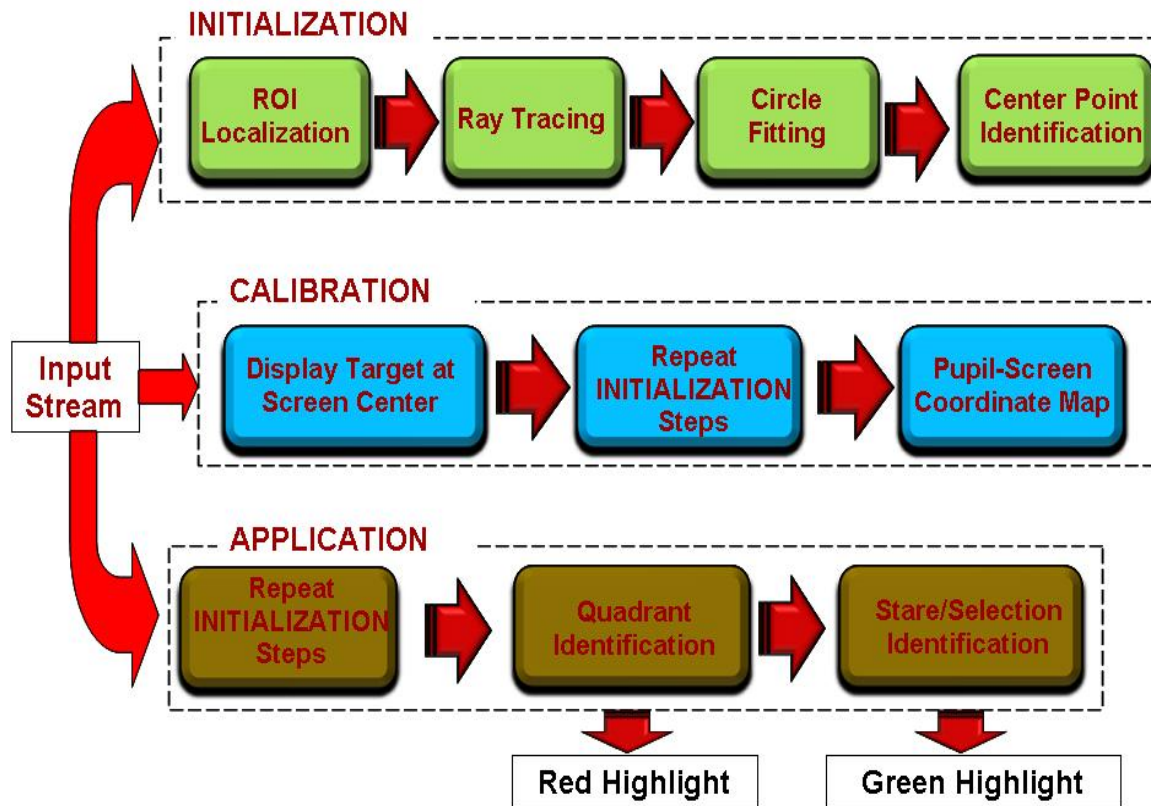 INITIALIZATION
ROI
Localization
Ray Tracing
Circle
Fitting
Center Point
Identification
CALIBRATION
Input
Stream
Display Target at
Screen Center
Repeat
INITIALIZATION
Steps
Pupil-Screen
Coordinate Map
APPLICATION
Repeat
INITIALIZATION
Steps
Quadrant
Identification
Stare/Selection
Identification
Red Highlight
Green Highlight